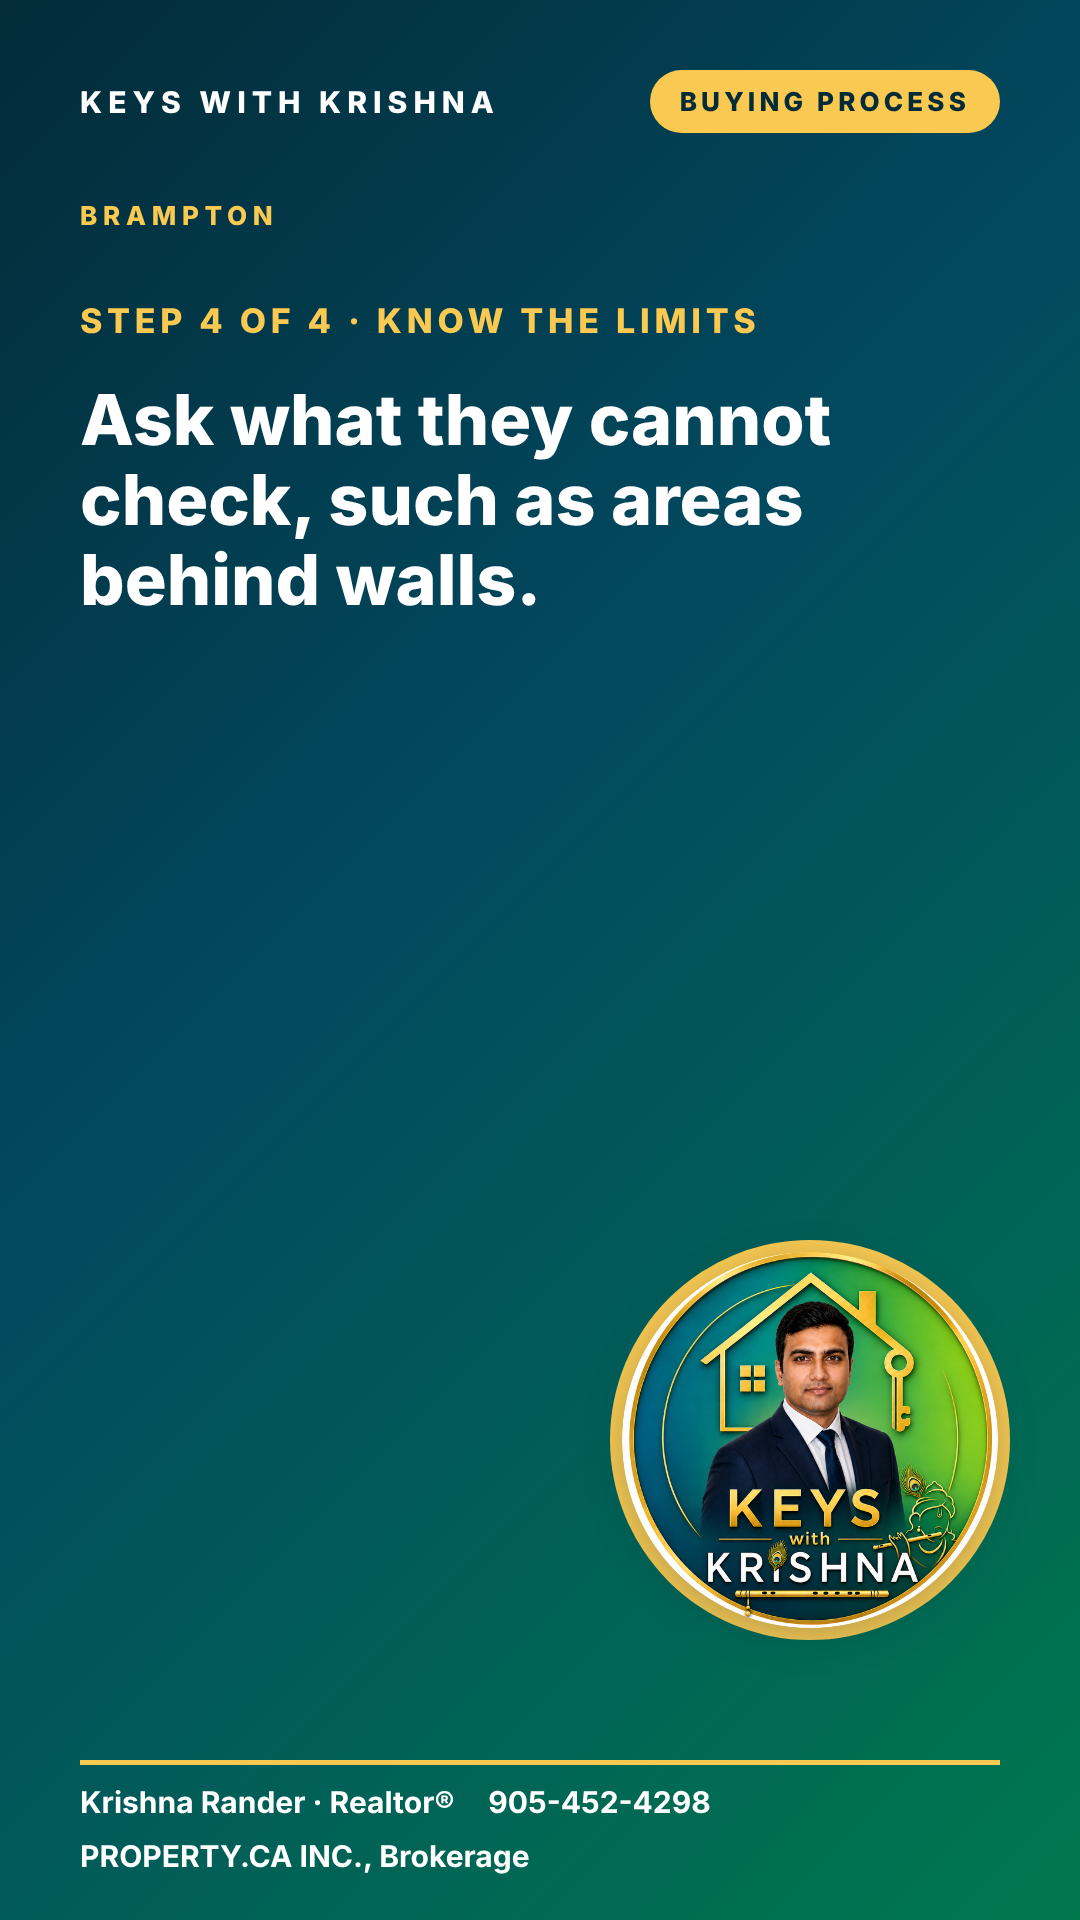 KEYS WITH KRISHNA
BUYING PROCESS
BRAMPTON
STEP 4 OF 4 · KNOW THE LIMITS
Ask what they cannot
check, such as areas
behind walls.
KEYS
with
KRISHNA
Krishna Rander · Realtor® 905-452-4298
PROPERTY.CA INC., Brokerage